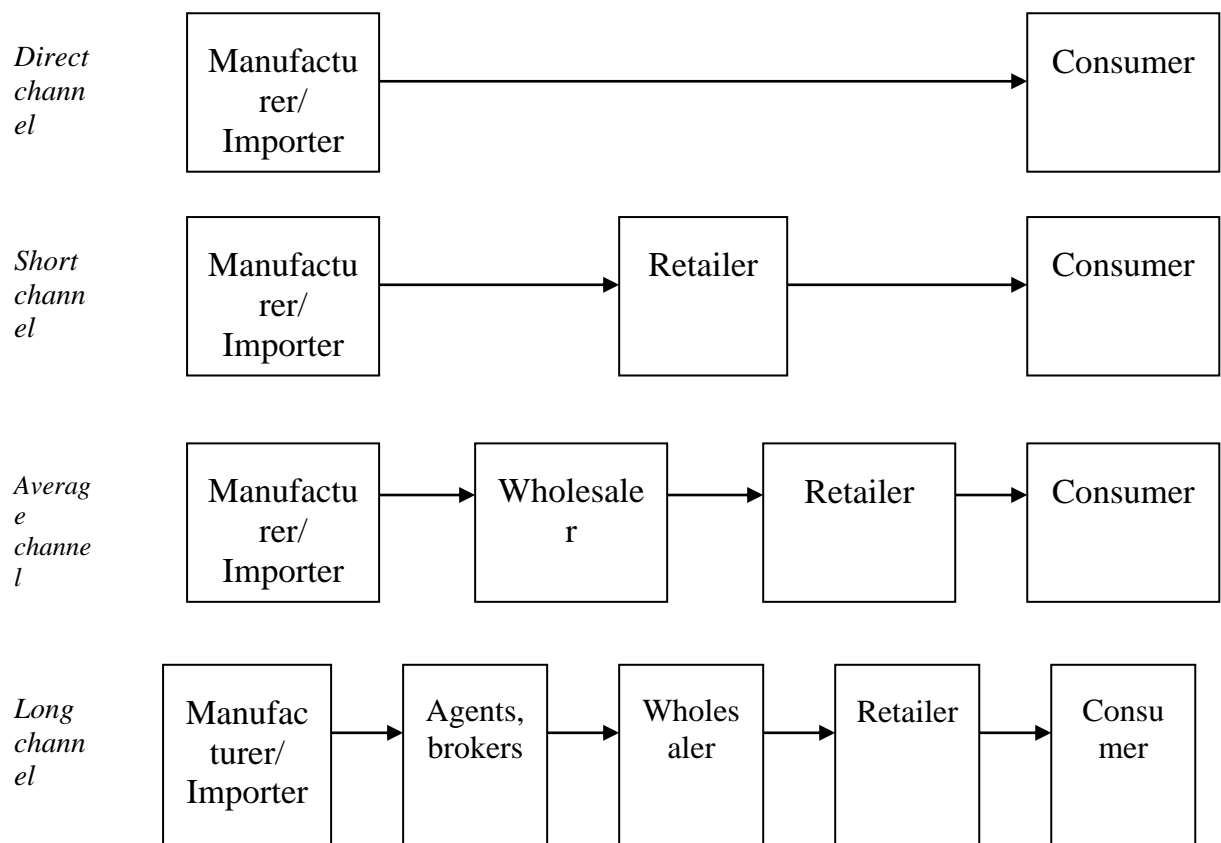 Direct
chann
el
Manufactu
rer/
Importer
Consumer
Short
chann
el
Manufactu
rer/
Importer
Retailer
Consumer
Averag
e
channe
l
Manufactu
rer/
Importer
Wholesale
r
Retailer
Consumer
Long
chann
el
Manufac
turer/
Importer
Agents,
brokers
Wholes
aler
Retailer
Consu
mer